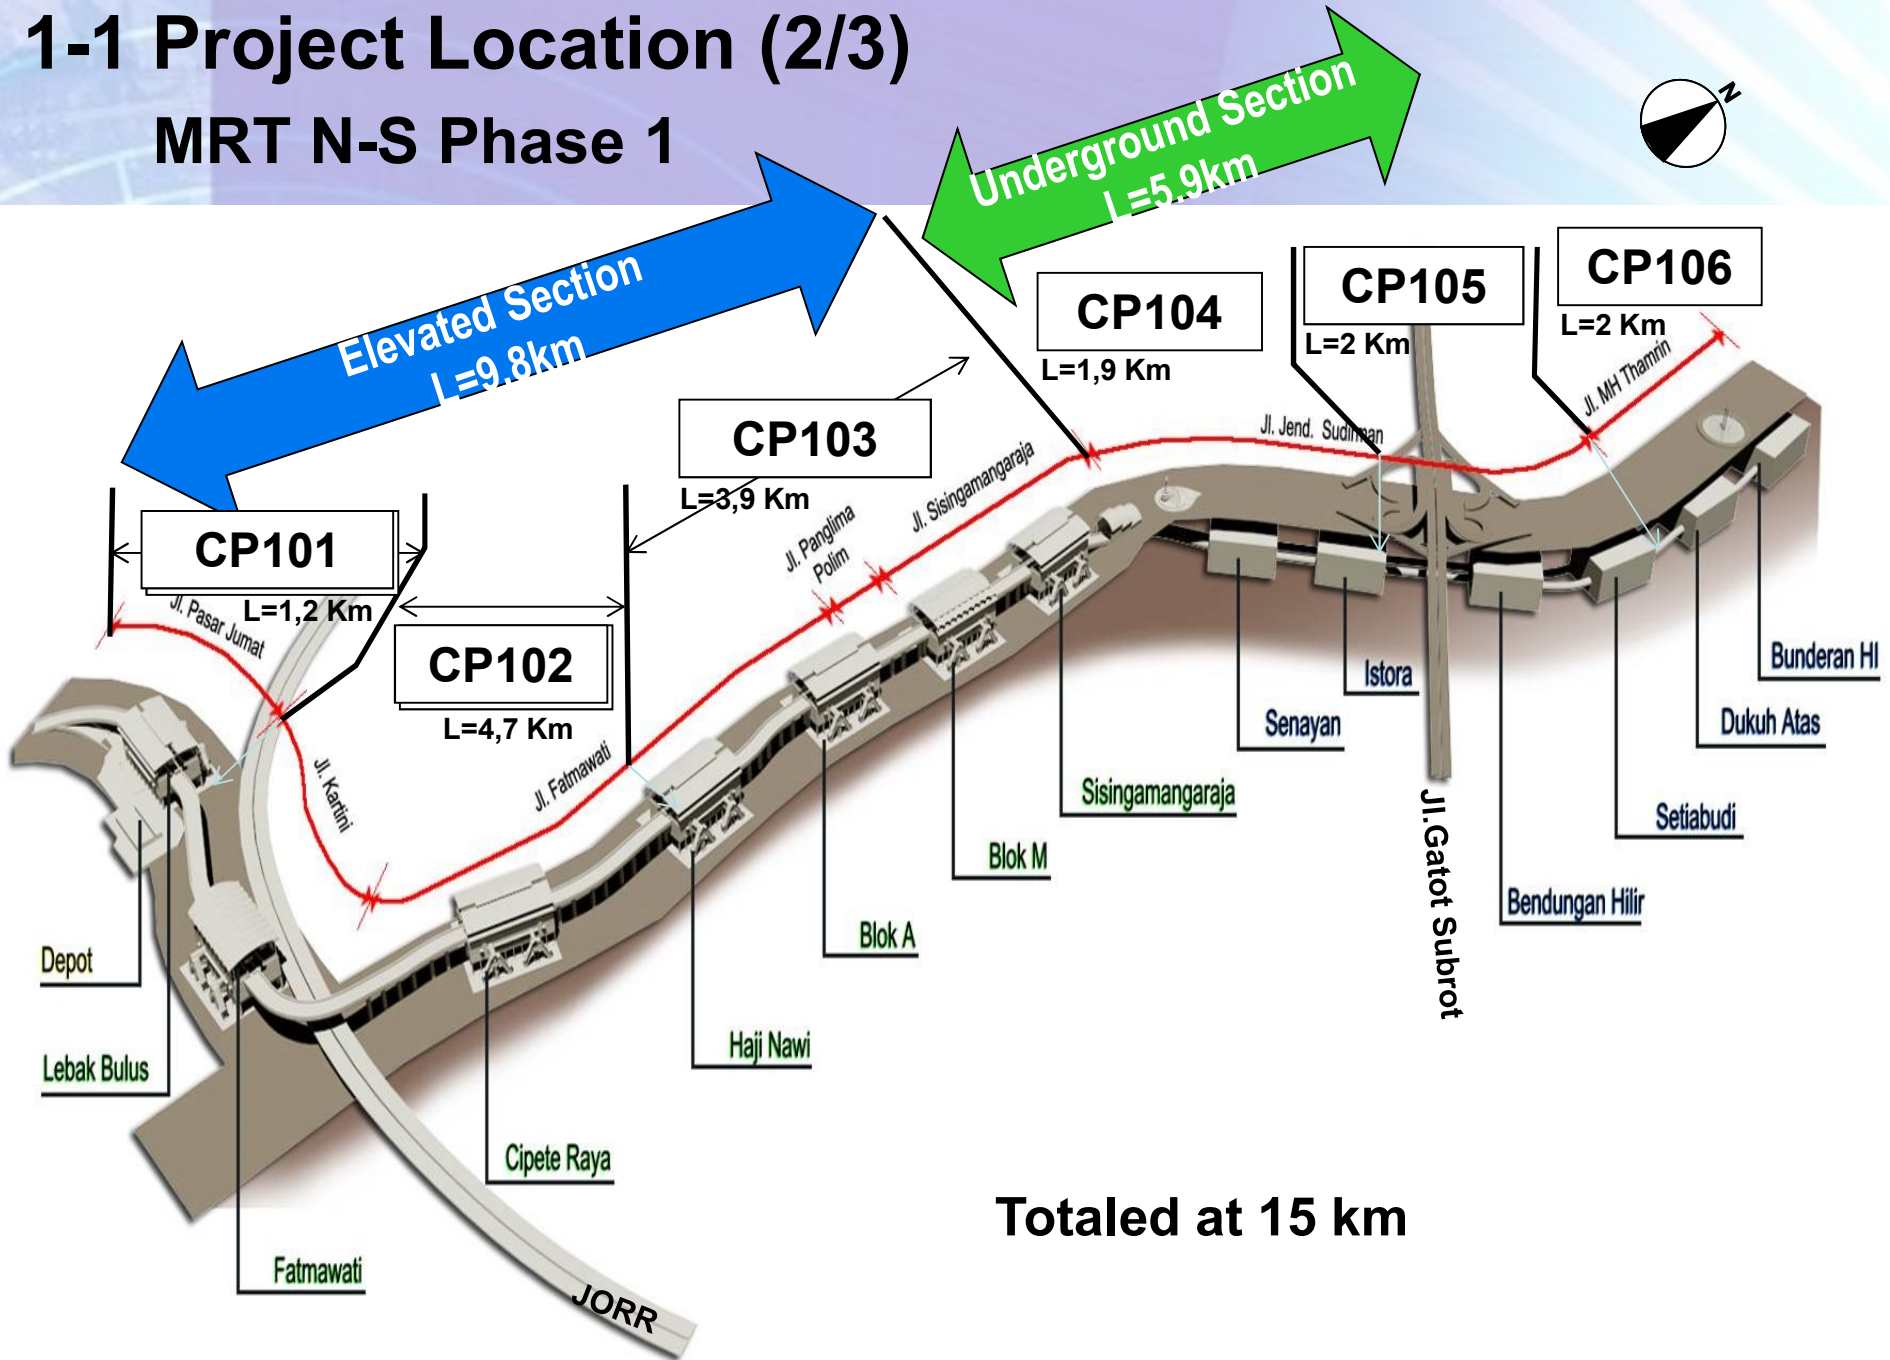 1-1 Project Location (2/3)
MRT N-S Phase 1
N
Underground Section
L=5.9km
Elevated Section
L=9.8km
CP106
L=2 Km
CP105
L=2 Km
CP104
L=1,9 Km
CP103
L=3,9 Km
CP101
L=1,2 Km
CP102
L=4,7 Km
Jl. MH Thamrin
Jl. Jend. Sudirman
Jl. Sisingamangaraja
Jl. Panglima
Polim
Jl. Pasar Jumat
Jl. Kartini
Jl. Fatmawati
Bunderan HI
Dukuh Atas
Setiabudi
Bendungan Hilir
Istora
Senayan
Sisingamangaraja
Blok M
Blok A
Haji Nawi
Cipete Raya
Fatmawati
Lebak Bulus
Depot
Jl.Gatot Subrot
JORR
Totaled at 15 km